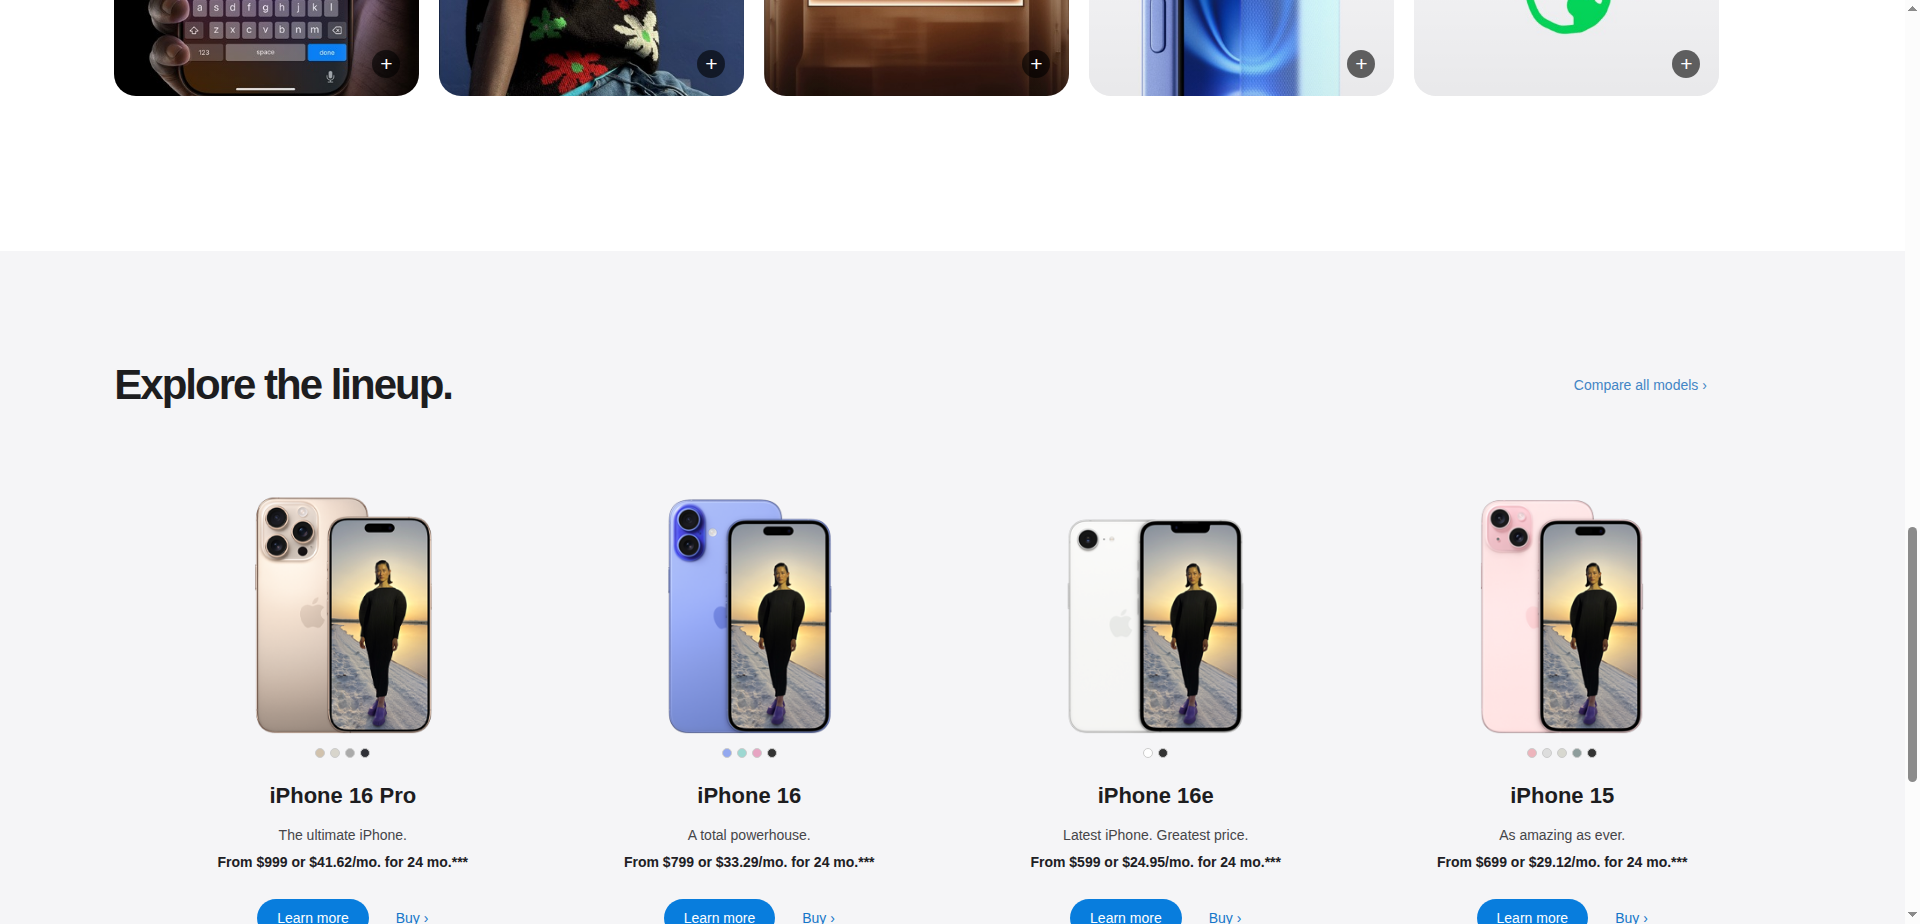 a s d f g h j k l
z x c v b n m
123 space done
+ + + + +
Explore the lineup.
Compare all models ›
iPhone 16 Pro
The ultimate iPhone.
From $999 or $41.62/mo. for 24 mo.***
Learn more Buy ›
iPhone 16
A total powerhouse.
From $799 or $33.29/mo. for 24 mo.***
Learn more Buy ›
iPhone 16e
Latest iPhone. Greatest price.
From $599 or $24.95/mo. for 24 mo.***
Learn more Buy ›
iPhone 15
As amazing as ever.
From $699 or $29.12/mo. for 24 mo.***
Learn more Buy ›